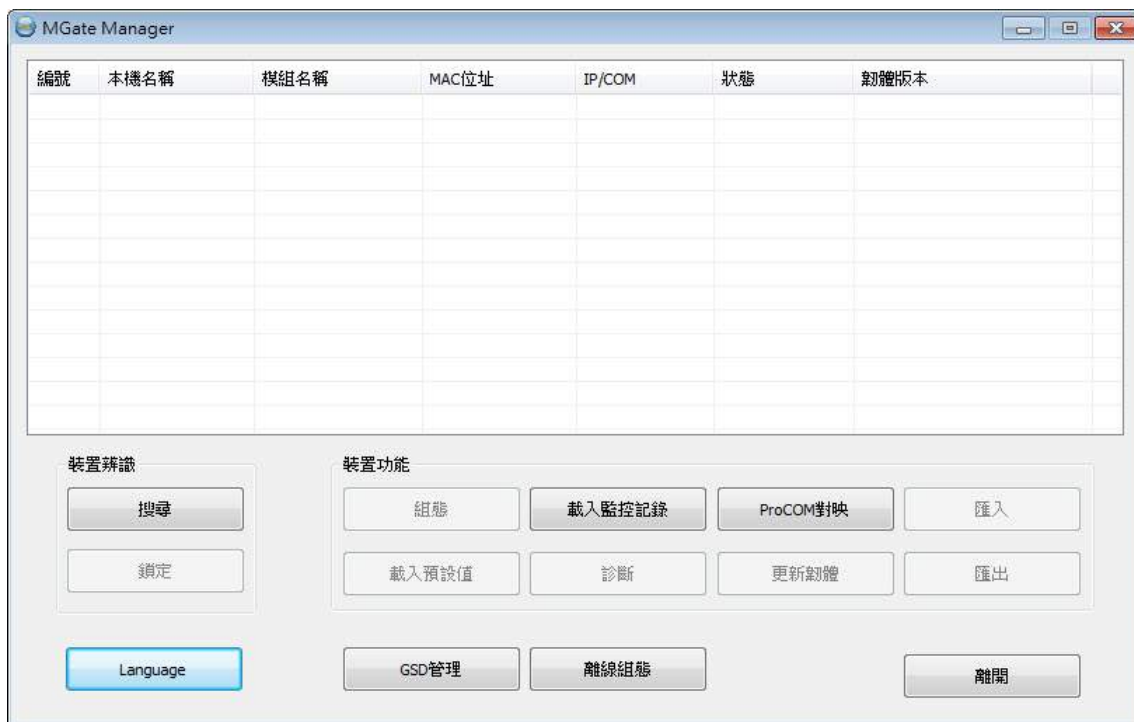 MGate Manager
編號 本機名稱 模組名稱 MAC位址 IP/COM 狀態 韌體版本
裝置辨識 裝置功能
搜尋 組態 載入監控記錄 ProCOM對映 匯入
鎖定 載入預設值 診斷 更新韌體 匯出
Language GSD管理 離線組態 離開